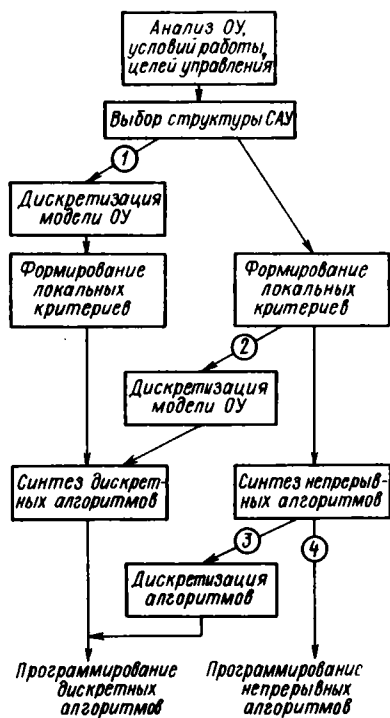 Анализ ОУ,
условий работы,
целей управления
Выбор структуры САУ
1
Дискретизация
модели ОУ
Формирование
локальных
критериев
Формирование
локальных
критериев
2
Дискретизация
модели ОУ
Синтез дискрет-
ных алгоритмов
Синтез непрерыв-
ных алгоритмов
3
4
Дискретизация
алгоритмов
Программирование
дискретных
алгоритмов
Программирование
непрерывных
алгоритмов